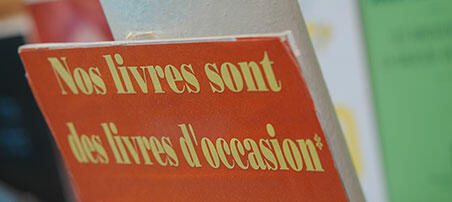 Nos livres sont
des livres d'occasion*